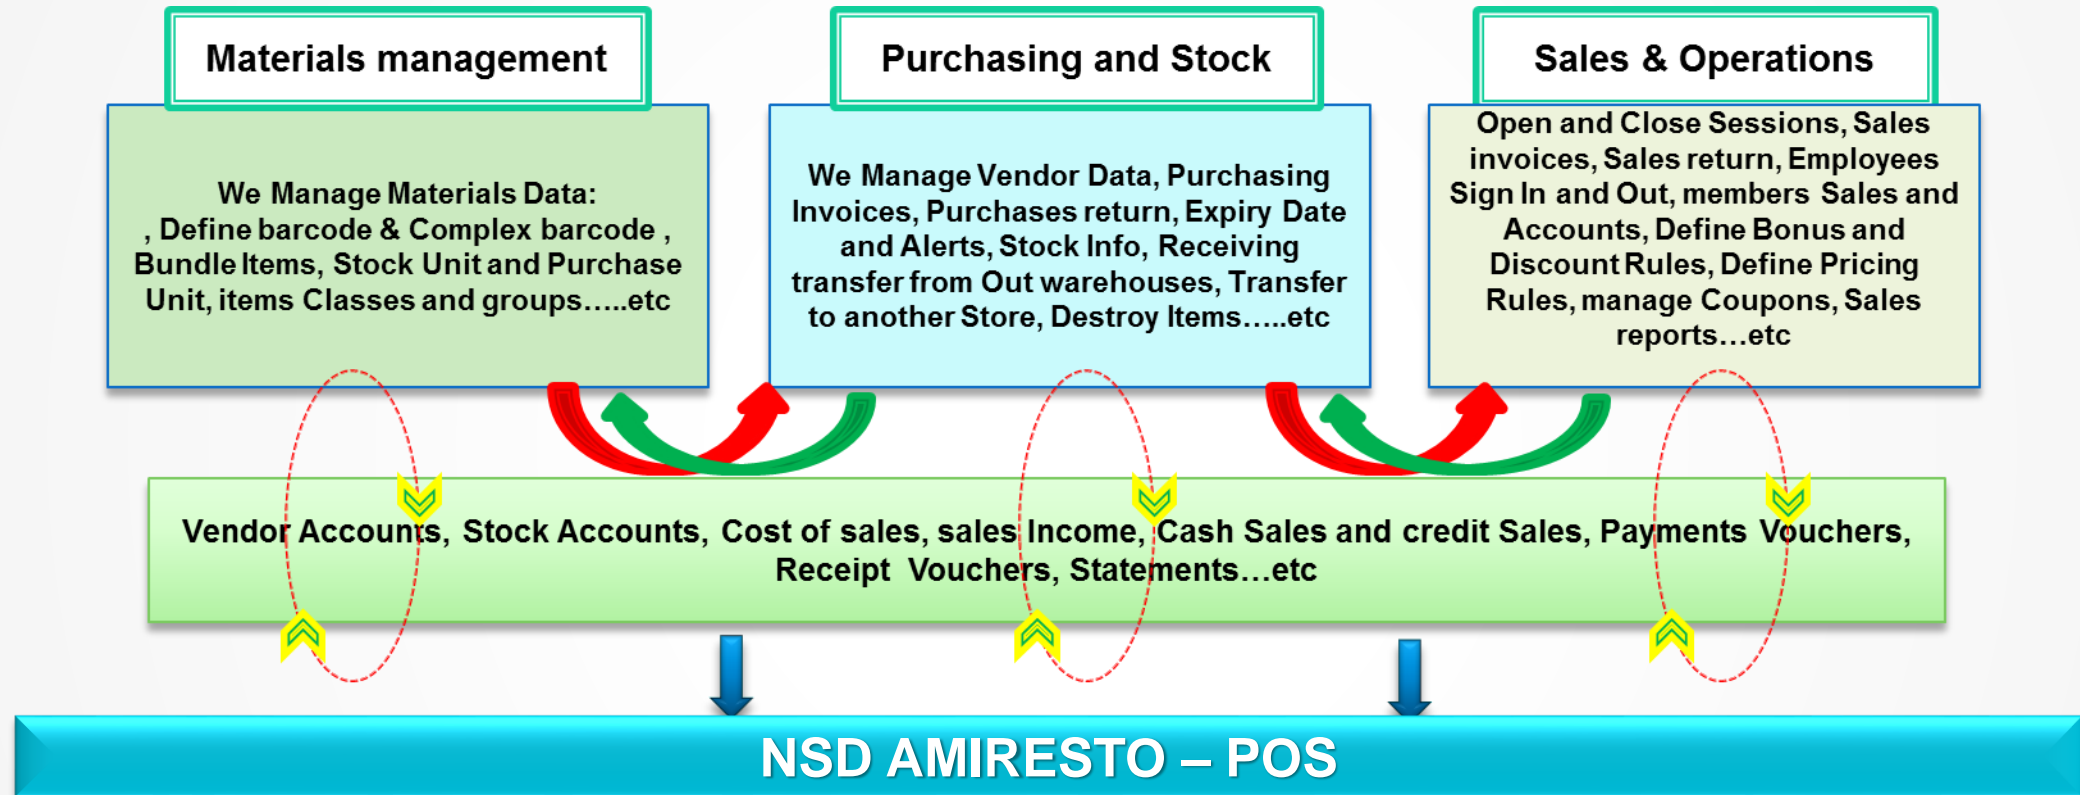 Materials management
We Manage Materials Data:
, Define barcode & Complex barcode ,
Bundle Items, Stock Unit and Purchase
Unit, items Classes and groups…..etc
Purchasing and Stock
We Manage Vendor Data, Purchasing
Invoices, Purchases return, Expiry Date
and Alerts, Stock Info, Receiving
transfer from Out warehouses, Transfer
to another Store, Destroy Items…..etc
Sales & Operations
Open and Close Sessions, Sales
invoices, Sales return, Employees
Sign In and Out, members Sales and
Accounts, Define Bonus and
Discount Rules, Define Pricing
Rules, manage Coupons, Sales
reports…etc
Vendor Accounts, Stock Accounts, Cost of sales, sales Income, Cash Sales and credit Sales, Payments Vouchers,
Receipt Vouchers, Statements…etc
NSD AMIRESTO – POS